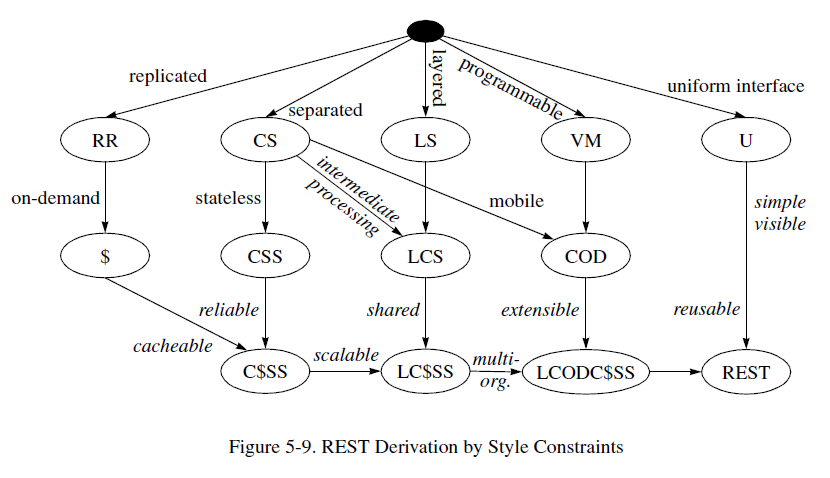 replicated
separated
layered
programmable
uniform interface
RR
CS
LS
VM
U
on-demand
stateless
intermediate
processing
mobile
simple
visible
$
CSS
LCS
COD
reliable
shared
extensible
reusable
cacheable
scalable
multi-
org.
C$SS
LC$SS
LCODC$SS
REST
Figure 5-9. REST Derivation by Style Constraints